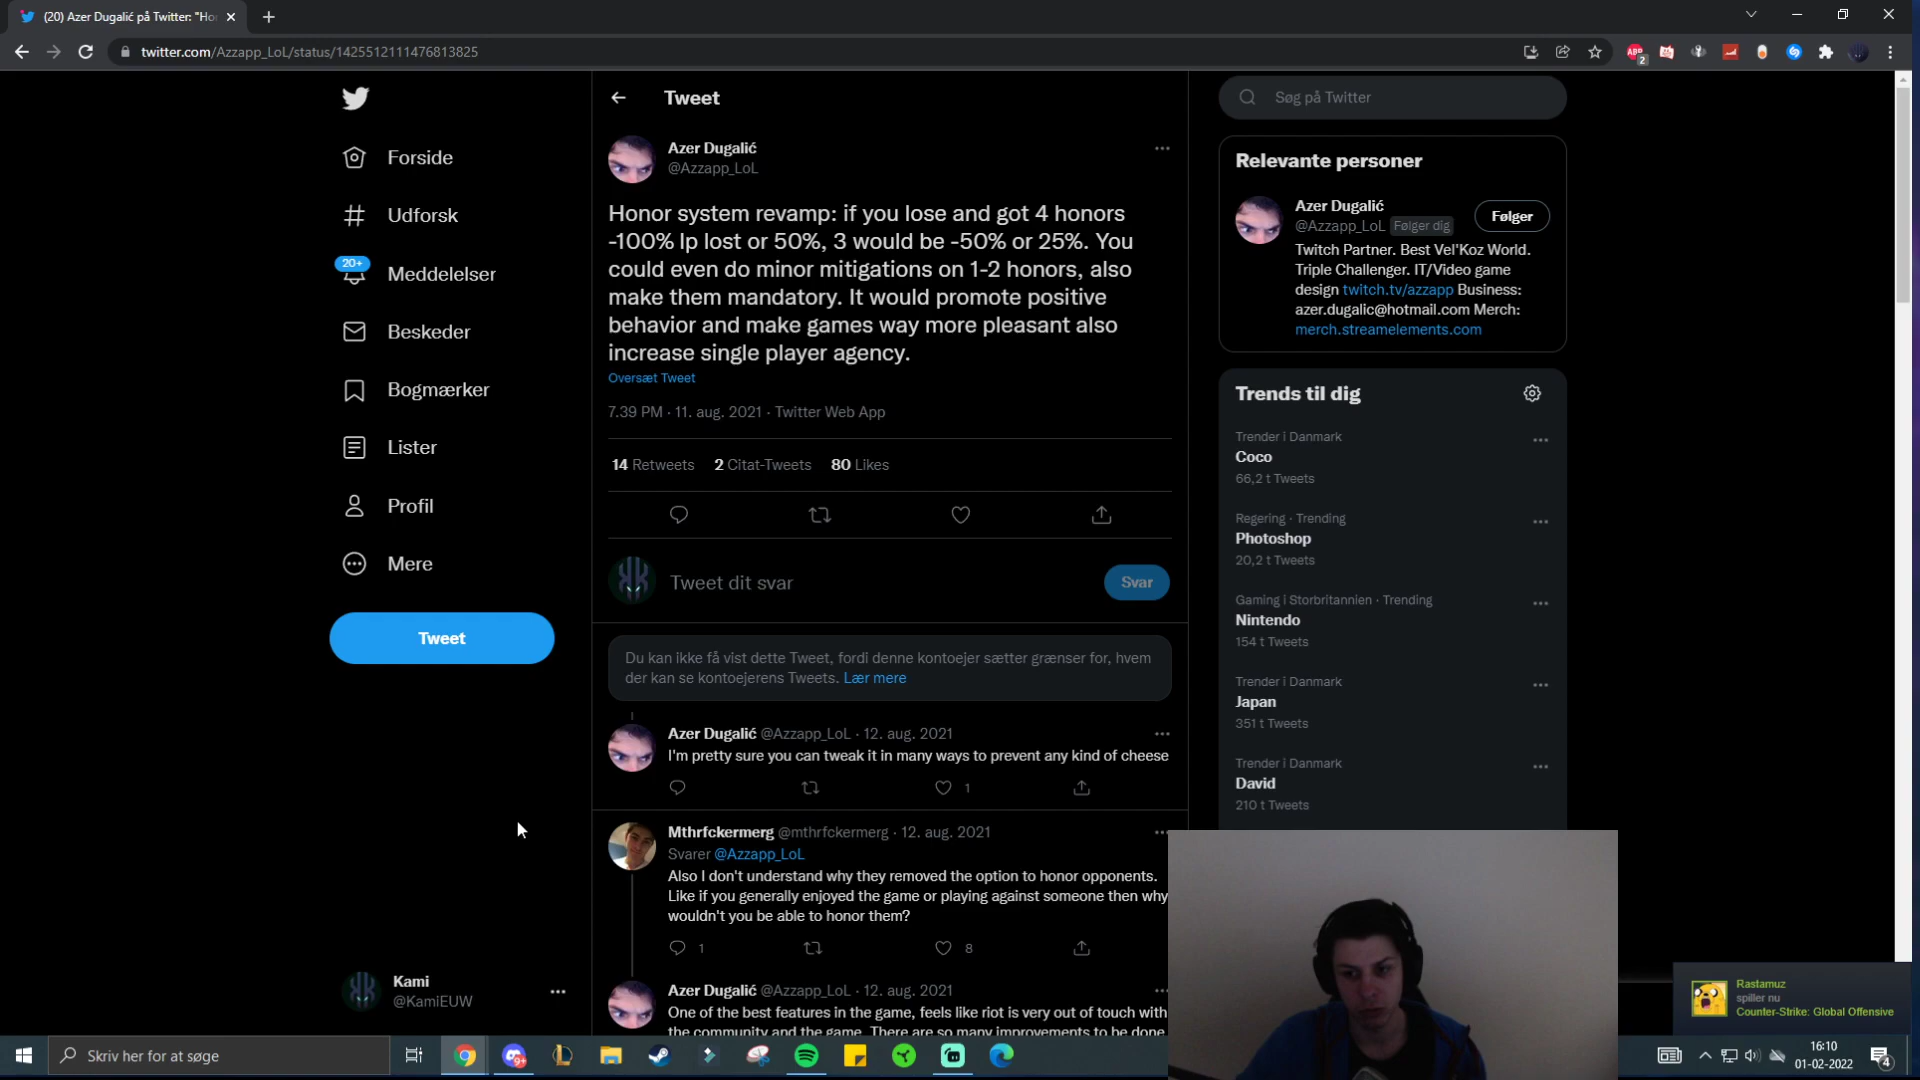 (20) Azer Dugalić på Twitter: "Hon
twitter.com/Azzapp_LoL/status/1425512111476813825
ABP
2
Forside
Udforsk
20+
Meddelelser
Beskeder
Bogmærker
Lister
Profil
Mere
Tweet
Kami
@KamiEUW
Tweet
Azer Dugalić
@Azzapp_LoL
Honor system revamp: if you lose and got 4 honors
-100% lp lost or 50%, 3 would be -50% or 25%. You
could even do minor mitigations on 1-2 honors, also
make them mandatory. It would promote positive
behavior and make games way more pleasant also
increase single player agency.
Oversæt Tweet
7.39 PM · 11. aug. 2021 · Twitter Web App
14 Retweets 2 Citat-Tweets 80 Likes
Tweet dit svar
Svar
Du kan ikke få vist dette Tweet, fordi denne kontoejer sætter grænser for, hvem
der kan se kontoejerens Tweets. Lær mere
Azer Dugalić @Azzapp_LoL · 12. aug. 2021
I'm pretty sure you can tweak it in many ways to prevent any kind of cheese
1
Mthrfckermerg @mthrfckermerg · 12. aug. 2021
Svarer @Azzapp_LoL
Also I don't understand why they removed the option to honor opponents.
Like if you generally enjoyed the game or playing against someone then why
wouldn't you be able to honor them?
1 8
Azer Dugalić @Azzapp_LoL · 12. aug. 2021
One of the best features in the game, feels like riot is very out of touch with
the community and the game. There are so many improvements to be done
Søg på Twitter
Relevante personer
Azer Dugalić
@Azzapp_LoL Følger dig
Følger
Twitch Partner. Best Vel'Koz World.
Triple Challenger. IT/Video game
design twitch.tv/azzapp Business:
azer.dugalic@hotmail.com Merch:
merch.streamelements.com
Trends til dig
Trender i Danmark
Coco
66,2 t Tweets
Regering · Trending
Photoshop
20,2 t Tweets
Gaming i Storbritannien · Trending
Nintendo
154 t Tweets
Trender i Danmark
Japan
351 t Tweets
Trender i Danmark
David
210 t Tweets
Rastamuz
spiller nu
Counter-Strike: Global Offensive
Skriv her for at søge
9+
16:10
01-02-2022
4